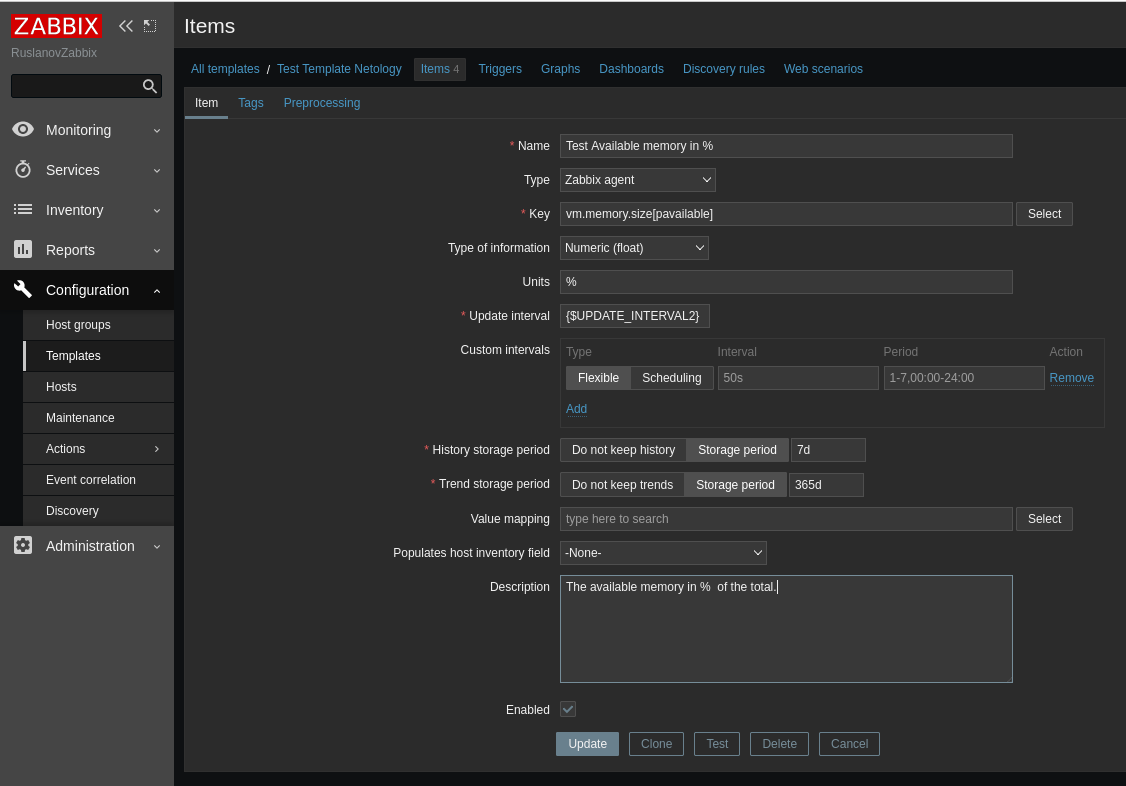 ZABBIX
RuslanovZabbix
Monitoring
Services
Inventory
Reports
Configuration
Host groups
Templates
Hosts
Maintenance
Actions
Event correlation
Discovery
Administration
Items
All templates / Test Template Netology Items 4 Triggers Graphs Dashboards Discovery rules Web scenarios
Item Tags Preprocessing
* Name Test Available memory in %
Type Zabbix agent
* Key vm.memory.size[pavailable] Select
Type of information Numeric (float)
Units %
* Update interval {$UPDATE_INTERVAL2}
Custom intervals Type Interval Period Action
Flexible Scheduling 50s 1-7,00:00-24:00 Remove
Add
* History storage period Do not keep history Storage period 7d
* Trend storage period Do not keep trends Storage period 365d
Value mapping type here to search Select
Populates host inventory field -None-
Description The available memory in %  of the total.
Enabled
Update Clone Test Delete Cancel